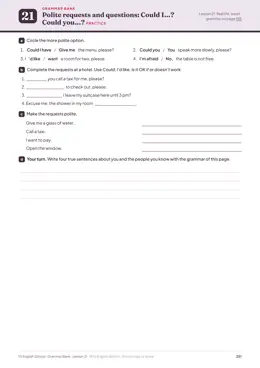 GRAMMAR BANK
21
Polite requests and questions: Could I...?
Could you...? PRACTICE
a Circle the more polite option.
1. Could I have / Give me the menu, please?
2. Could you / You speak more slowly, please?
3. I 'd like / want a room for two, please.
4. I'm afraid / No, the table is not free.
b Complete the requests at a hotel. Use Could, I'd like, Is it OK if or doesn't work.
1. ________ you call a taxi for me, please?
2. ________ to check out, please.
3. ________ I leave my suitcase here until 3 pm?
4. Excuse me, the shower in my room ________
c Make the requests polite.
Give me a glass of water.
Call a taxi.
I want to pay.
Open the window.
d Your turn. Write four true sentences about you and the people you know with the grammar of this page.